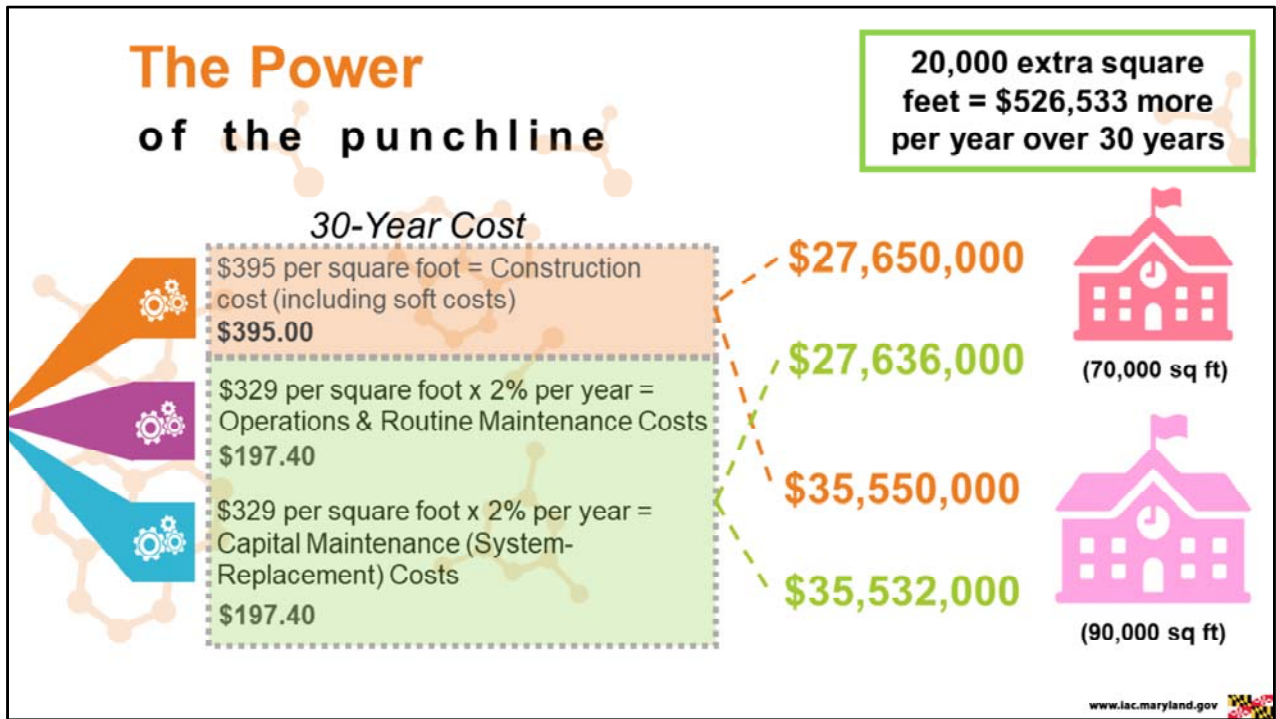 The Power
of the punchline
20,000 extra square
feet = $526,533 more
per year over 30 years
30-Year Cost
$395 per square foot = Construction
cost (including soft costs)
$395.00
$329 per square foot x 2% per year =
Operations & Routine Maintenance Costs
$197.40
$329 per square foot x 2% per year =
Capital Maintenance (System-
Replacement) Costs
$197.40
$27,650,000
$27,636,000
(70,000 sq ft)
$35,550,000
$35,532,000
(90,000 sq ft)
www.iac.maryland.gov